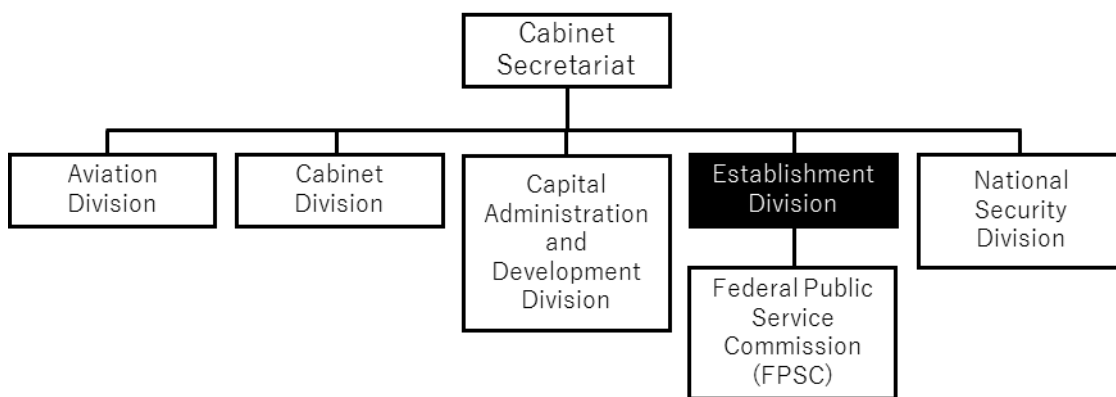 Cabinet
Secretariat
Aviation
Division
Cabinet
Division
Capital
Administration
and
Development
Division
Establishment
Division
National
Security
Division
Federal Public
Service
Commission
(FPSC)